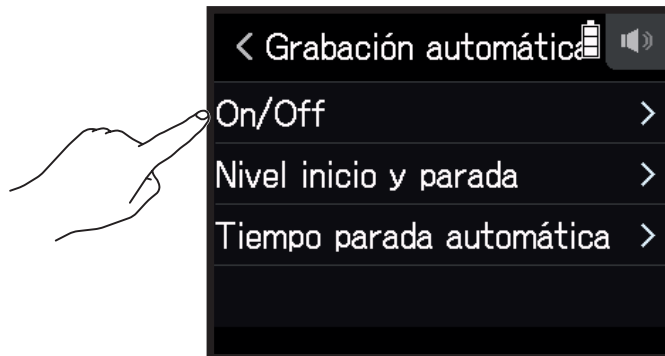 Grabación automática
On/Off
Nivel inicio y parada
Tiempo parada automática